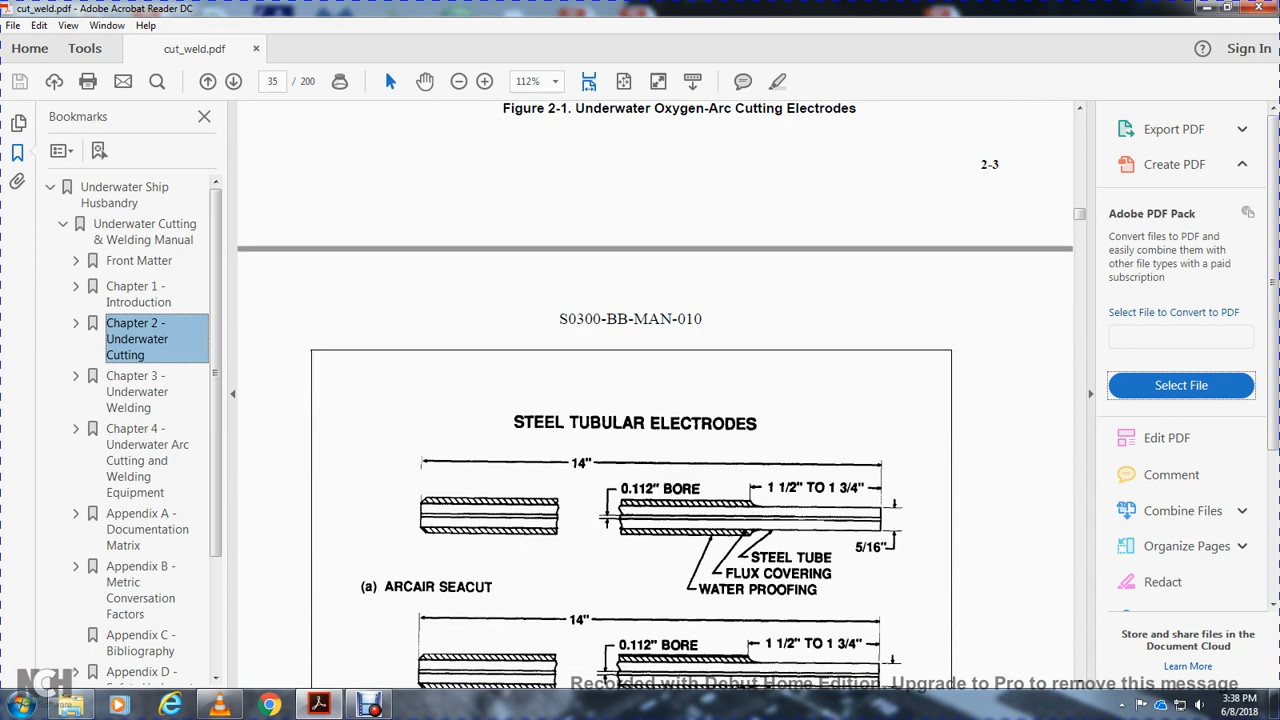 cut_weld.pdf - Adobe Acrobat Reader DC
File Edit View Window Help
Home Tools cut_weld.pdf × Sign In
35 / 200 112%
Bookmarks
Underwater Ship
Husbandry
Underwater Cutting
& Welding Manual
Front Matter
Chapter 1 -
Introduction
Chapter 2 -
Underwater
Cutting
Chapter 3 -
Underwater
Welding
Chapter 4 -
Underwater Arc
Cutting and
Welding
Equipment
Appendix A -
Documentation
Matrix
Appendix B -
Metric
Conversation
Factors
Appendix C -
Bibliography
Appendix D -
Figure 2-1. Underwater Oxygen-Arc Cutting Electrodes
2-3
S0300-BB-MAN-010
STEEL TUBULAR ELECTRODES
14"
0.112" BORE 1 1/2" TO 1 3/4"
5/16"
STEEL TUBE
FLUX COVERING
WATER PROOFING
(a) ARCAIR SEACUT
14"
0.112" BORE 1 1/2" TO 1 3/4"
Export PDF
Create PDF
Adobe PDF Pack
Convert files to PDF and
easily combine them with
other file types with a paid
subscription
Select File to Convert to PDF
Select File
Edit PDF
Comment
Combine Files
Organize Pages
Redact
Store and share files in the
Document Cloud
Learn More
Recorded with Debut Home Edition. Upgrade to Pro to remove this message
NCH
Software
3:38 PM
6/8/2018